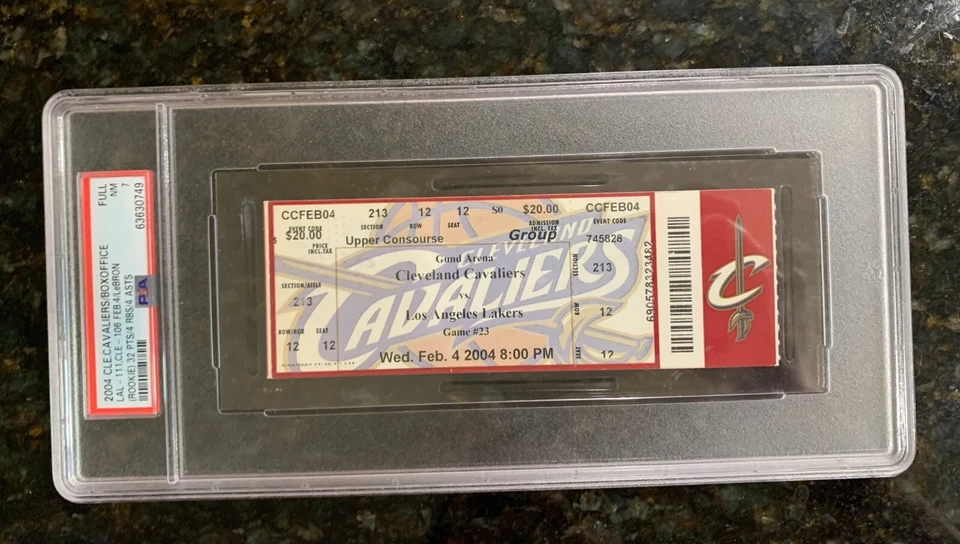 2004 CLE.CAVALIERS/BOXOFFICE FULL
LAL-111,CLE-106 FEB.4/LeBRON NM 7
(ROOKIE) 32 PTS/4 RBS/4 ASTS 63630749
PSA
CCFEB04 213 12 12 SO $20.00 CCFEB04
EVENT CODE SECTION ROW SEAT ADMISSION INCL.TAX EVENT CODE
$20.00 Upper Consourse Group 745828
PRICE INCL.TAX
Gund Arena
Cleveland Cavaliers
vs.
Los Angeles Lakers
Game #23
Wed. Feb. 4 2004 8:00 PM
SECTION/AISLE
213
ROW/BOX SEAT
12 12
SECTION 213
ROW 12
SEAT 12
CLEVELAND
CAVALIERS
690578323482
C